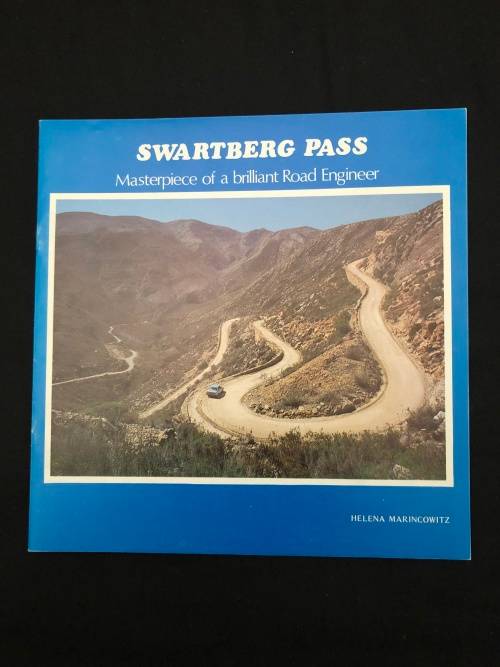 SWARTBERG PASS
Masterpiece of a brilliant Road Engineer
HELENA MARINCOWITZ